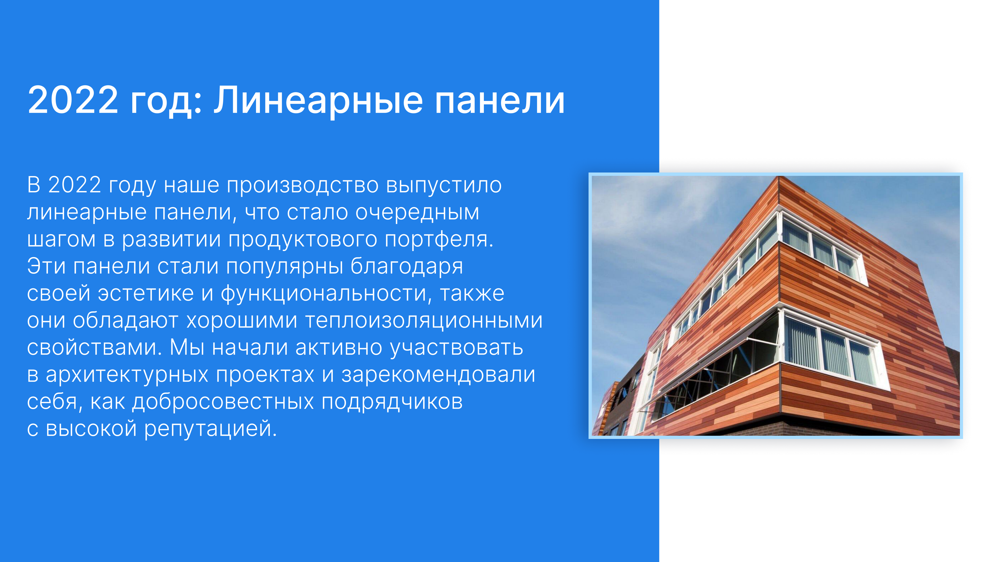 2022 год: Линеарные панели
В 2022 году наше производство выпустило
линеарные панели, что стало очередным
шагом в развитии продуктового портфеля.
Эти панели стали популярны благодаря
своей эстетике и функциональности, также
они обладают хорошими теплоизоляционными
свойствами. Мы начали активно участвовать
в архитектурных проектах и зарекомендовали
себя, как добросовестных подрядчиков
с высокой репутацией.